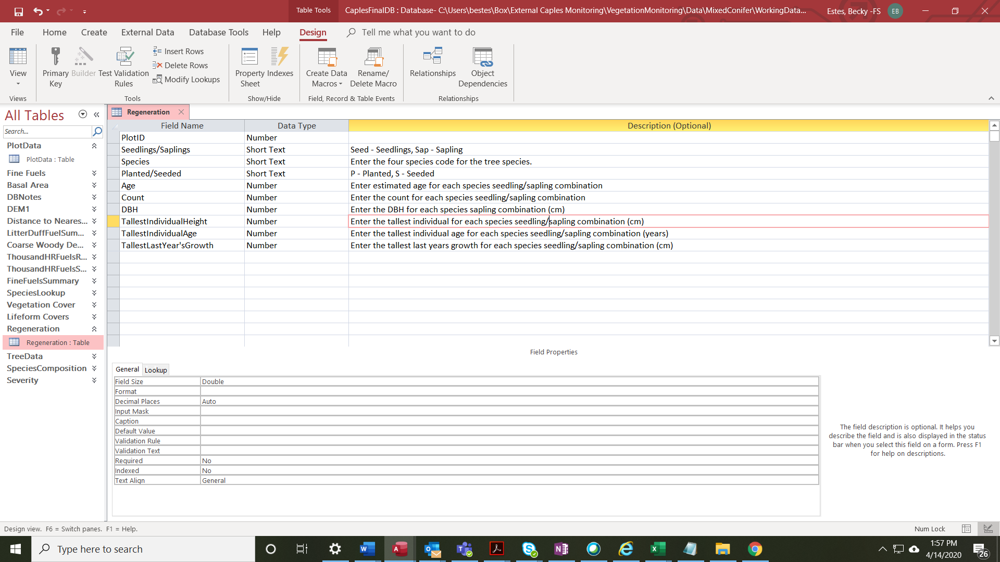 Table Tools
CaplesFinalDB : Database- C:\Users\bestes\Box\External Caples Monitoring\VegetationMonitoring\Data\MixedConifer\WorkingData...
Estes, Becky -FS
EB
File Home Create External Data Database Tools Help Design Tell me what you want to do
View
Primary Key
Builder
Test Validation Rules
Insert Rows
Delete Rows
Modify Lookups
Property Sheet
Indexes
Create Data Macros
Rename/ Delete Macro
Relationships
Object Dependencies
Views Tools Show/Hide Field, Record & Table Events Relationships
All Tables
Search...
PlotData
PlotData : Table
Fine Fuels
Basal Area
DBNotes
DEM1
Distance to Neares...
LitterDuffFuelSum...
Coarse Woody De...
ThousandHRFuelsR...
ThousandHRFuelsS...
FineFuelsSummary
SpeciesLookup
Vegetation Cover
Lifeform Covers
Regeneration
Regeneration : Table
TreeData
SpeciesComposition
Severity
Regeneration
Field Name Data Type Description (Optional)
PlotID Number
Seedlings/Saplings Short Text Seed - Seedlings, Sap - Sapling
Species Short Text Enter the four species code for the tree species.
Planted/Seeded Short Text P - Planted, S - Seeded
Age Number Enter estimated age for each species seedling/sapling combination
Count Number Enter the count for each species seedling/sapling combination
DBH Number Enter the DBH for each species sapling combination (cm)
TallestIndividualHeight Number Enter the tallest individual for each species seedling/sapling combination (cm)
TallestIndividualAge Number Enter the tallest individual age for each species seedling/sapling combination (years)
TallestLastYear'sGrowth Number Enter the tallest last years growth for each species seedling/sapling combination (cm)
Field Properties
General Lookup
Field Size Double
Format
Decimal Places Auto
Input Mask
Caption
Default Value
Validation Rule
Validation Text
Required No
Indexed No
Text Align General
The field description is optional. It helps you
describe the field and is also displayed in the status
bar when you select this field on a form. Press F1
for help on descriptions.
Design view. F6 = Switch panes. F1 = Help.
Num Lock
Type here to search
1:57 PM
4/14/2020
26